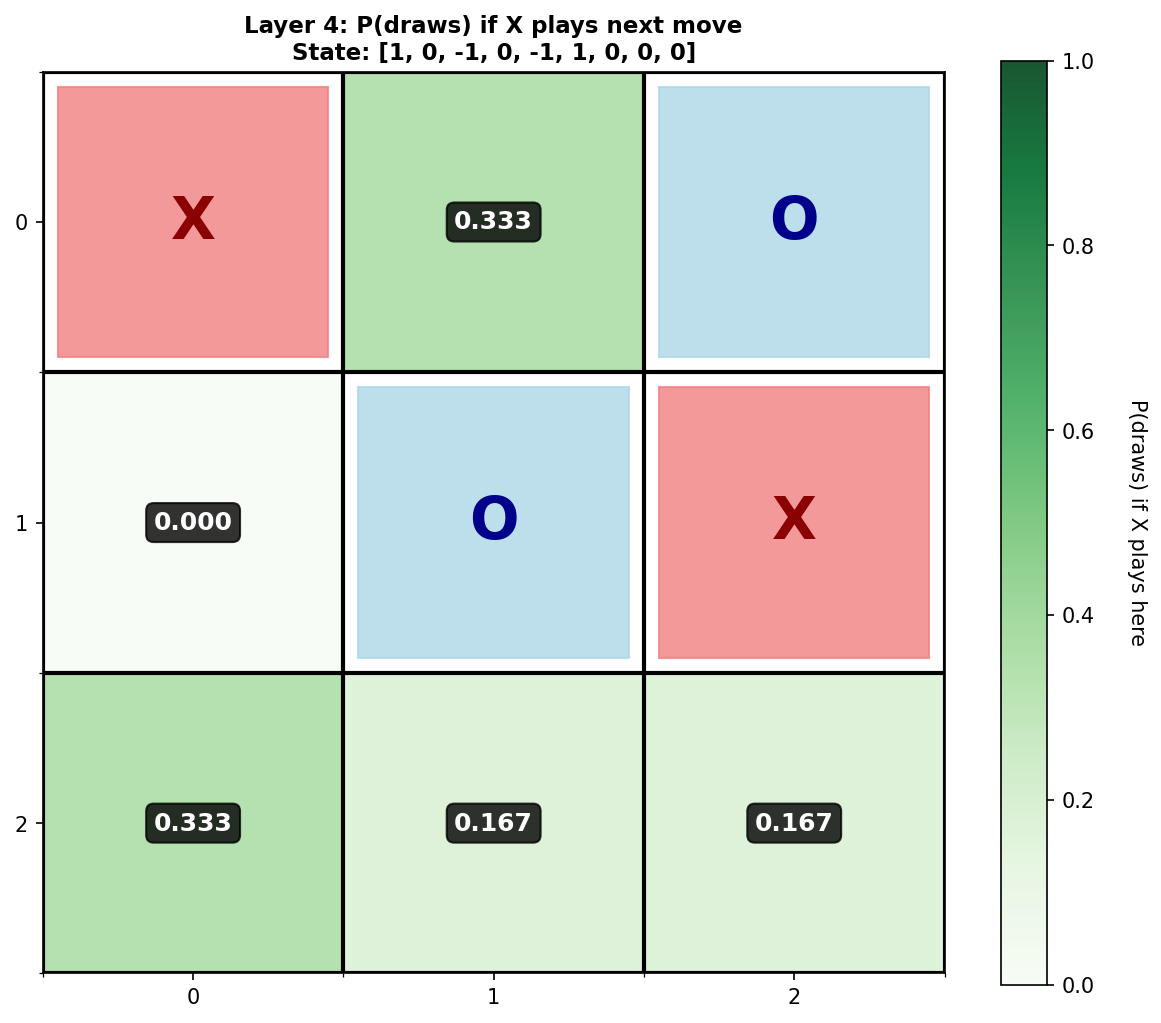 Layer 4: P(draws) if X plays next move
State: [1, 0, -1, 0, -1, 1, 0, 0, 0]
0
X
0.333
O
1
0.000
O
X
2
0.333
0.167
0.167
0
1
2
1.0
0.8
0.6
0.4
0.2
0.0
P(draws) if X plays here